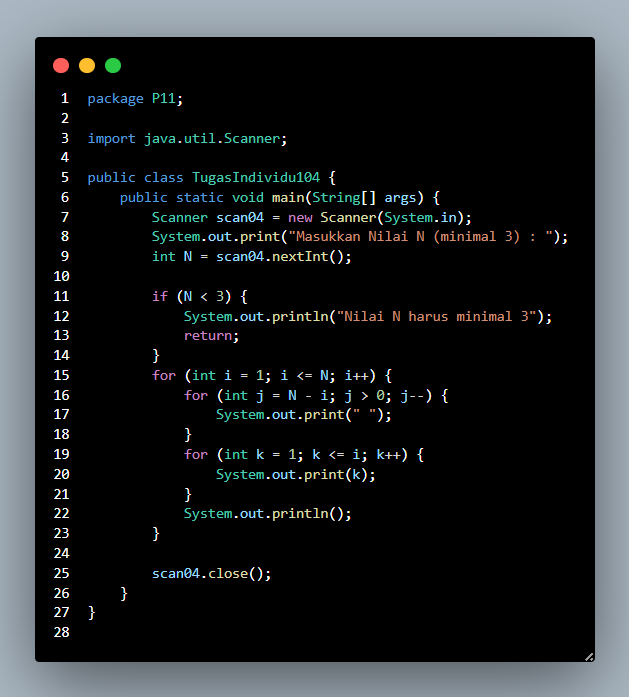 1 package P11;
2
3 import java.util.Scanner;
4
5 public class TugasIndividu104 {
6     public static void main(String[] args) {
7         Scanner scan04 = new Scanner(System.in);
8         System.out.print("Masukkan Nilai N (minimal 3) : ");
9         int N = scan04.nextInt();
10
11         if (N < 3) {
12             System.out.println("Nilai N harus minimal 3");
13             return;
14         }
15         for (int i = 1; i <= N; i++) {
16             for (int j = N - i; j > 0; j--) {
17                 System.out.print(" ");
18             }
19             for (int k = 1; k <= i; k++) {
20                 System.out.print(k);
21             }
22             System.out.println();
23         }
24
25         scan04.close();
26     }
27 }
28